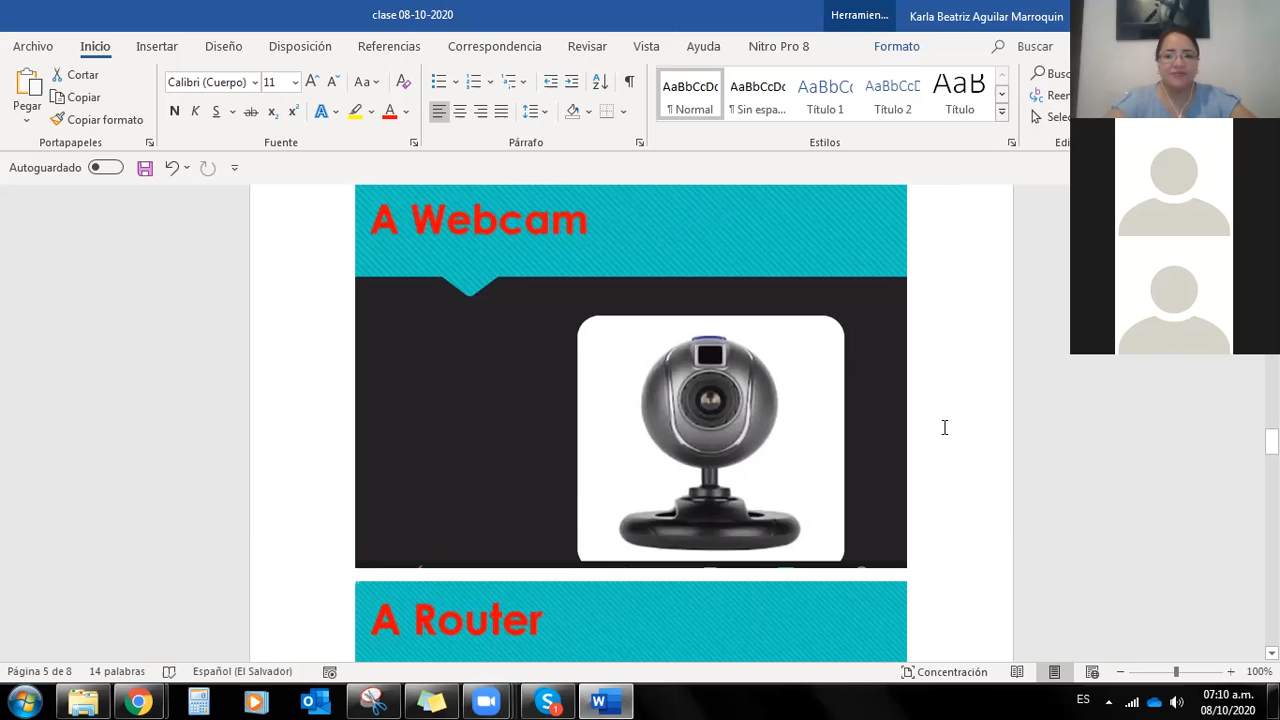 clase 08-10-2020
Herramien...
Karla Beatriz Aguilar Marroquin
Archivo Inicio Insertar Diseño Disposición Referencias Correspondencia Revisar Vista Ayuda Nitro Pro 8 Formato Buscar
Pegar
Cortar
Copiar
Copiar formato
Calibri (Cuerpo) 11
AaBbCcDc AaBbCcDc AaBbCc AaBbCcD AaB
¶ Normal ¶ Sin espa... Título 1 Título 2 Título
Portapapeles Fuente Párrafo Estilos
Autoguardado
A Webcam
A Router
Página 5 de 8 14 palabras Español (El Salvador) Concentración 100%
ES 07:10 a.m.
08/10/2020